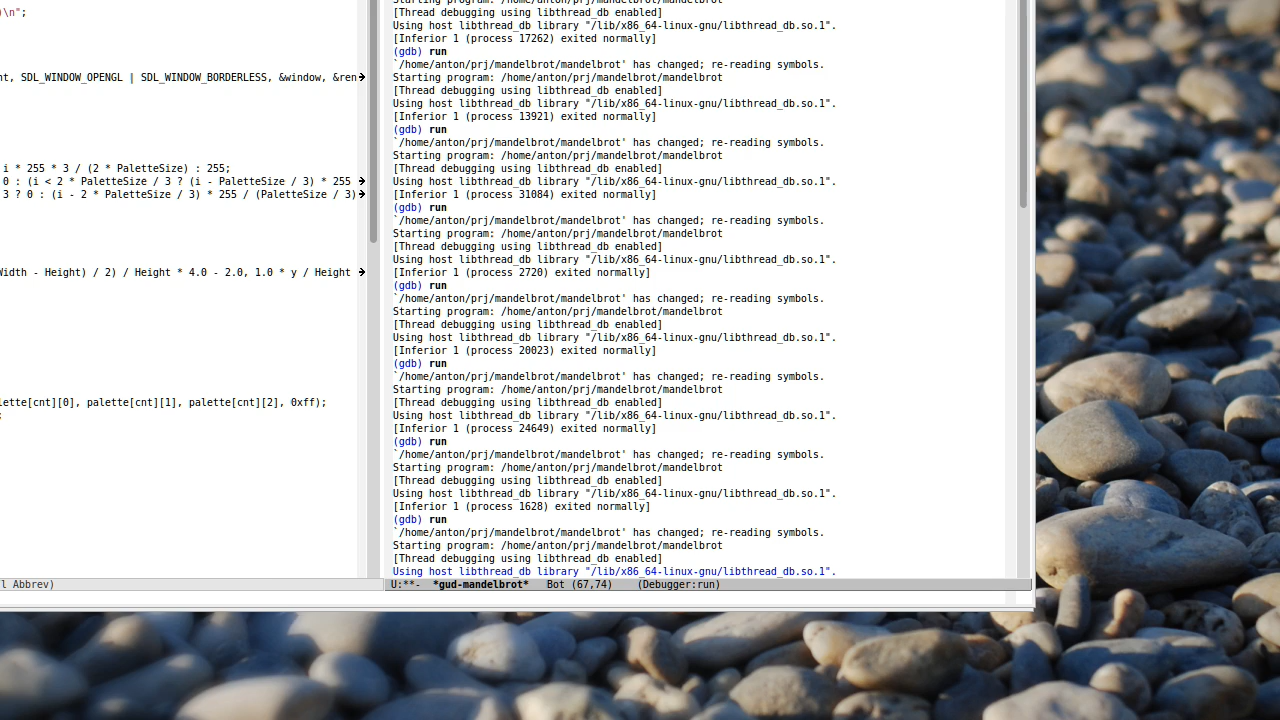 )\n";
nt, SDL_WINDOW_OPENGL | SDL_WINDOW_BORDERLESS, &window, &ren
i * 255 * 3 / (2 * PaletteSize) : 255;
0 : (i < 2 * PaletteSize / 3 ? (i - PaletteSize / 3) * 255
3 ? 0 : (i - 2 * PaletteSize / 3) * 255 / (PaletteSize / 3)
Width - Height) / 2) / Height * 4.0 - 2.0, 1.0 * y / Height
lette[cnt][0], palette[cnt][1], palette[cnt][2], 0xff);
;
l Abbrev)
Starting program: /home/anton/prj/mandelbrot/mandelbrot
[Thread debugging using libthread_db enabled]
Using host libthread_db library "/lib/x86_64-linux-gnu/libthread_db.so.1".
[Inferior 1 (process 17262) exited normally]
(gdb) run
`/home/anton/prj/mandelbrot/mandelbrot' has changed; re-reading symbols.
Starting program: /home/anton/prj/mandelbrot/mandelbrot
[Thread debugging using libthread_db enabled]
Using host libthread_db library "/lib/x86_64-linux-gnu/libthread_db.so.1".
[Inferior 1 (process 13921) exited normally]
(gdb) run
`/home/anton/prj/mandelbrot/mandelbrot' has changed; re-reading symbols.
Starting program: /home/anton/prj/mandelbrot/mandelbrot
[Thread debugging using libthread_db enabled]
Using host libthread_db library "/lib/x86_64-linux-gnu/libthread_db.so.1".
[Inferior 1 (process 31084) exited normally]
(gdb) run
`/home/anton/prj/mandelbrot/mandelbrot' has changed; re-reading symbols.
Starting program: /home/anton/prj/mandelbrot/mandelbrot
[Thread debugging using libthread_db enabled]
Using host libthread_db library "/lib/x86_64-linux-gnu/libthread_db.so.1".
[Inferior 1 (process 2720) exited normally]
(gdb) run
`/home/anton/prj/mandelbrot/mandelbrot' has changed; re-reading symbols.
Starting program: /home/anton/prj/mandelbrot/mandelbrot
[Thread debugging using libthread_db enabled]
Using host libthread_db library "/lib/x86_64-linux-gnu/libthread_db.so.1".
[Inferior 1 (process 20023) exited normally]
(gdb) run
`/home/anton/prj/mandelbrot/mandelbrot' has changed; re-reading symbols.
Starting program: /home/anton/prj/mandelbrot/mandelbrot
[Thread debugging using libthread_db enabled]
Using host libthread_db library "/lib/x86_64-linux-gnu/libthread_db.so.1".
[Inferior 1 (process 24649) exited normally]
(gdb) run
`/home/anton/prj/mandelbrot/mandelbrot' has changed; re-reading symbols.
Starting program: /home/anton/prj/mandelbrot/mandelbrot
[Thread debugging using libthread_db enabled]
Using host libthread_db library "/lib/x86_64-linux-gnu/libthread_db.so.1".
[Inferior 1 (process 1628) exited normally]
(gdb) run
`/home/anton/prj/mandelbrot/mandelbrot' has changed; re-reading symbols.
Starting program: /home/anton/prj/mandelbrot/mandelbrot
[Thread debugging using libthread_db enabled]
Using host libthread_db library "/lib/x86_64-linux-gnu/libthread_db.so.1".
U:**- *gud-mandelbrot* Bot (67,74) (Debugger:run)